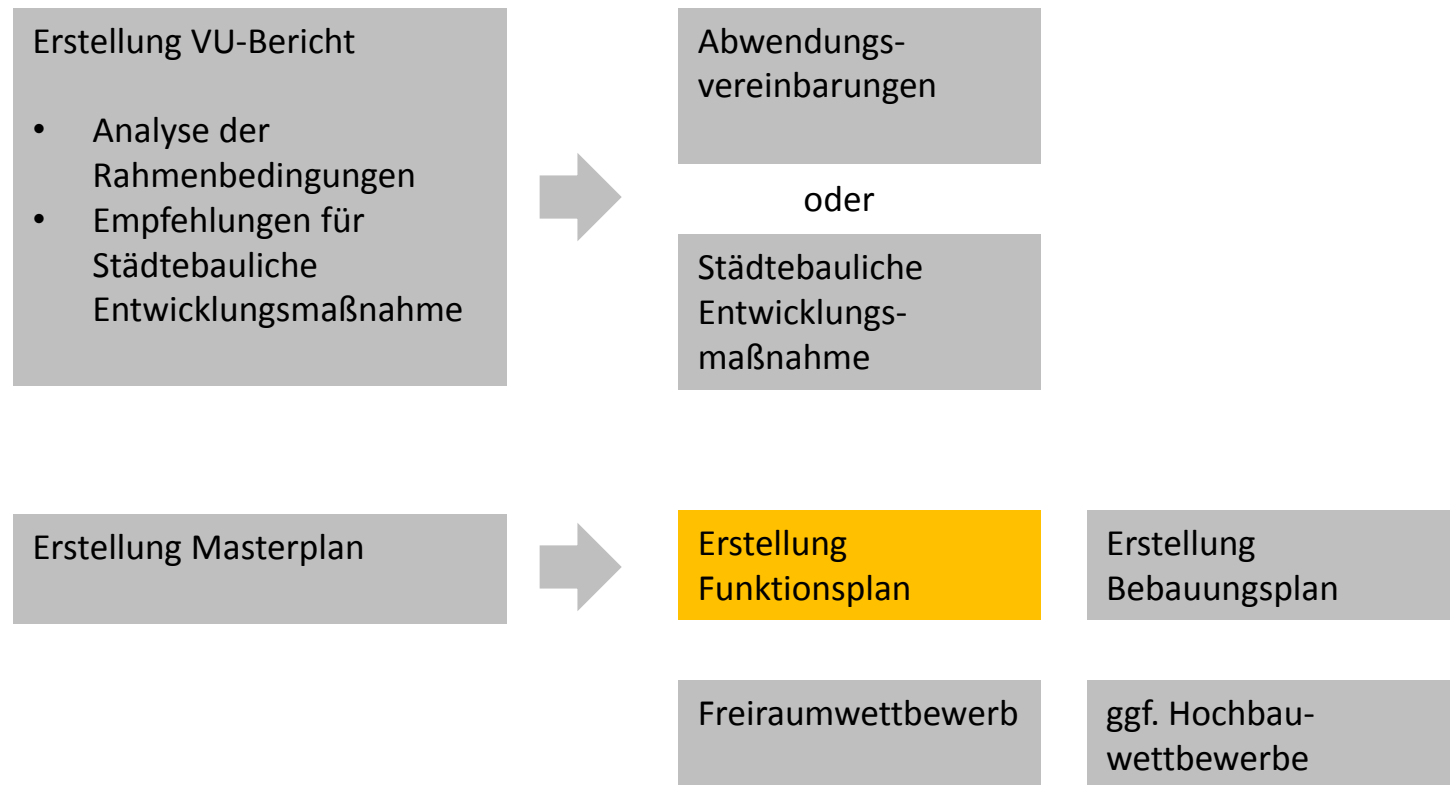 Erstellung VU-Bericht
• Analyse der
Rahmenbedingungen
• Empfehlungen für
Städtebauliche
Entwicklungsmaßnahme
Abwendungs-
vereinbarungen
oder
Städtebauliche
Entwicklungs-
maßnahme
Erstellung Masterplan
Erstellung
Funktionsplan
Erstellung
Bebauungsplan
Freiraumwettbewerb
ggf. Hochbau-
wettbewerbe